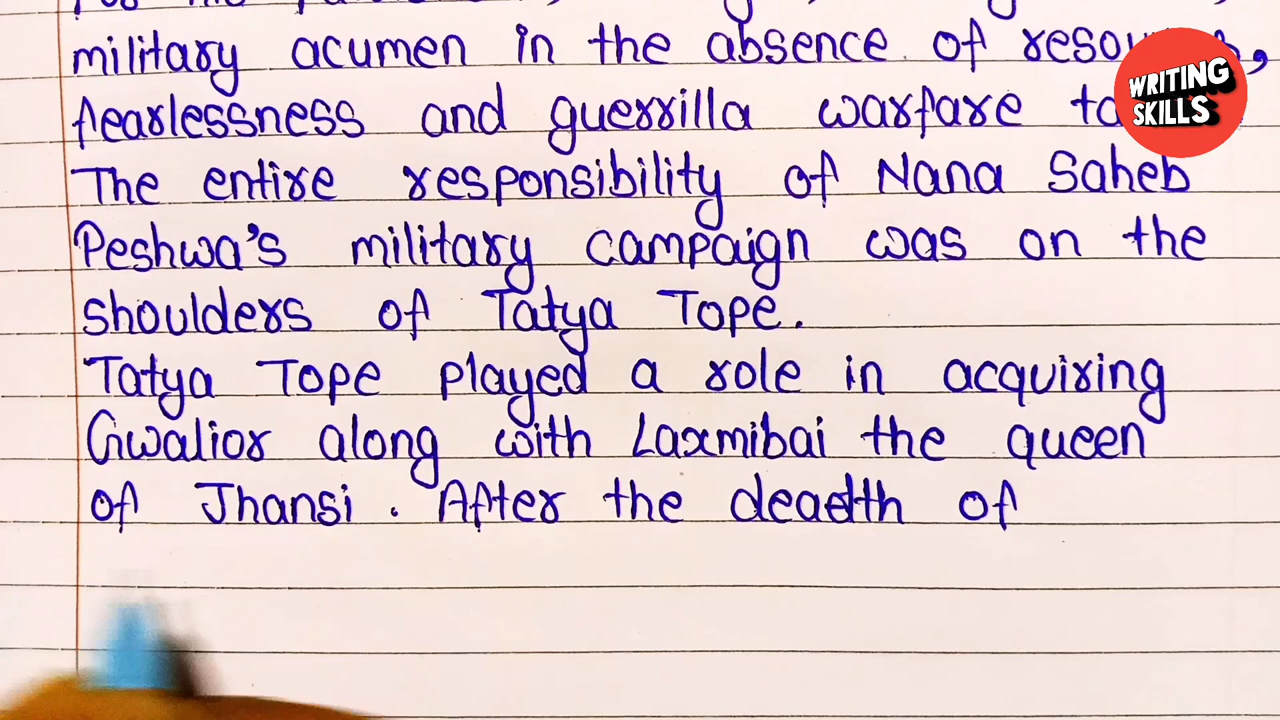 military acumen in the absence of
fearlessness and guerrilla warfare
The entire responsibility of Nana Saheb
Peshwa's military campaign was on the
shoulders of Tatya Tope.
Tatya Tope played a role in acquiring
Gwalior along with Laxmibai the queen
of Jhansi. After the deadth of
WRITING
SKILLS